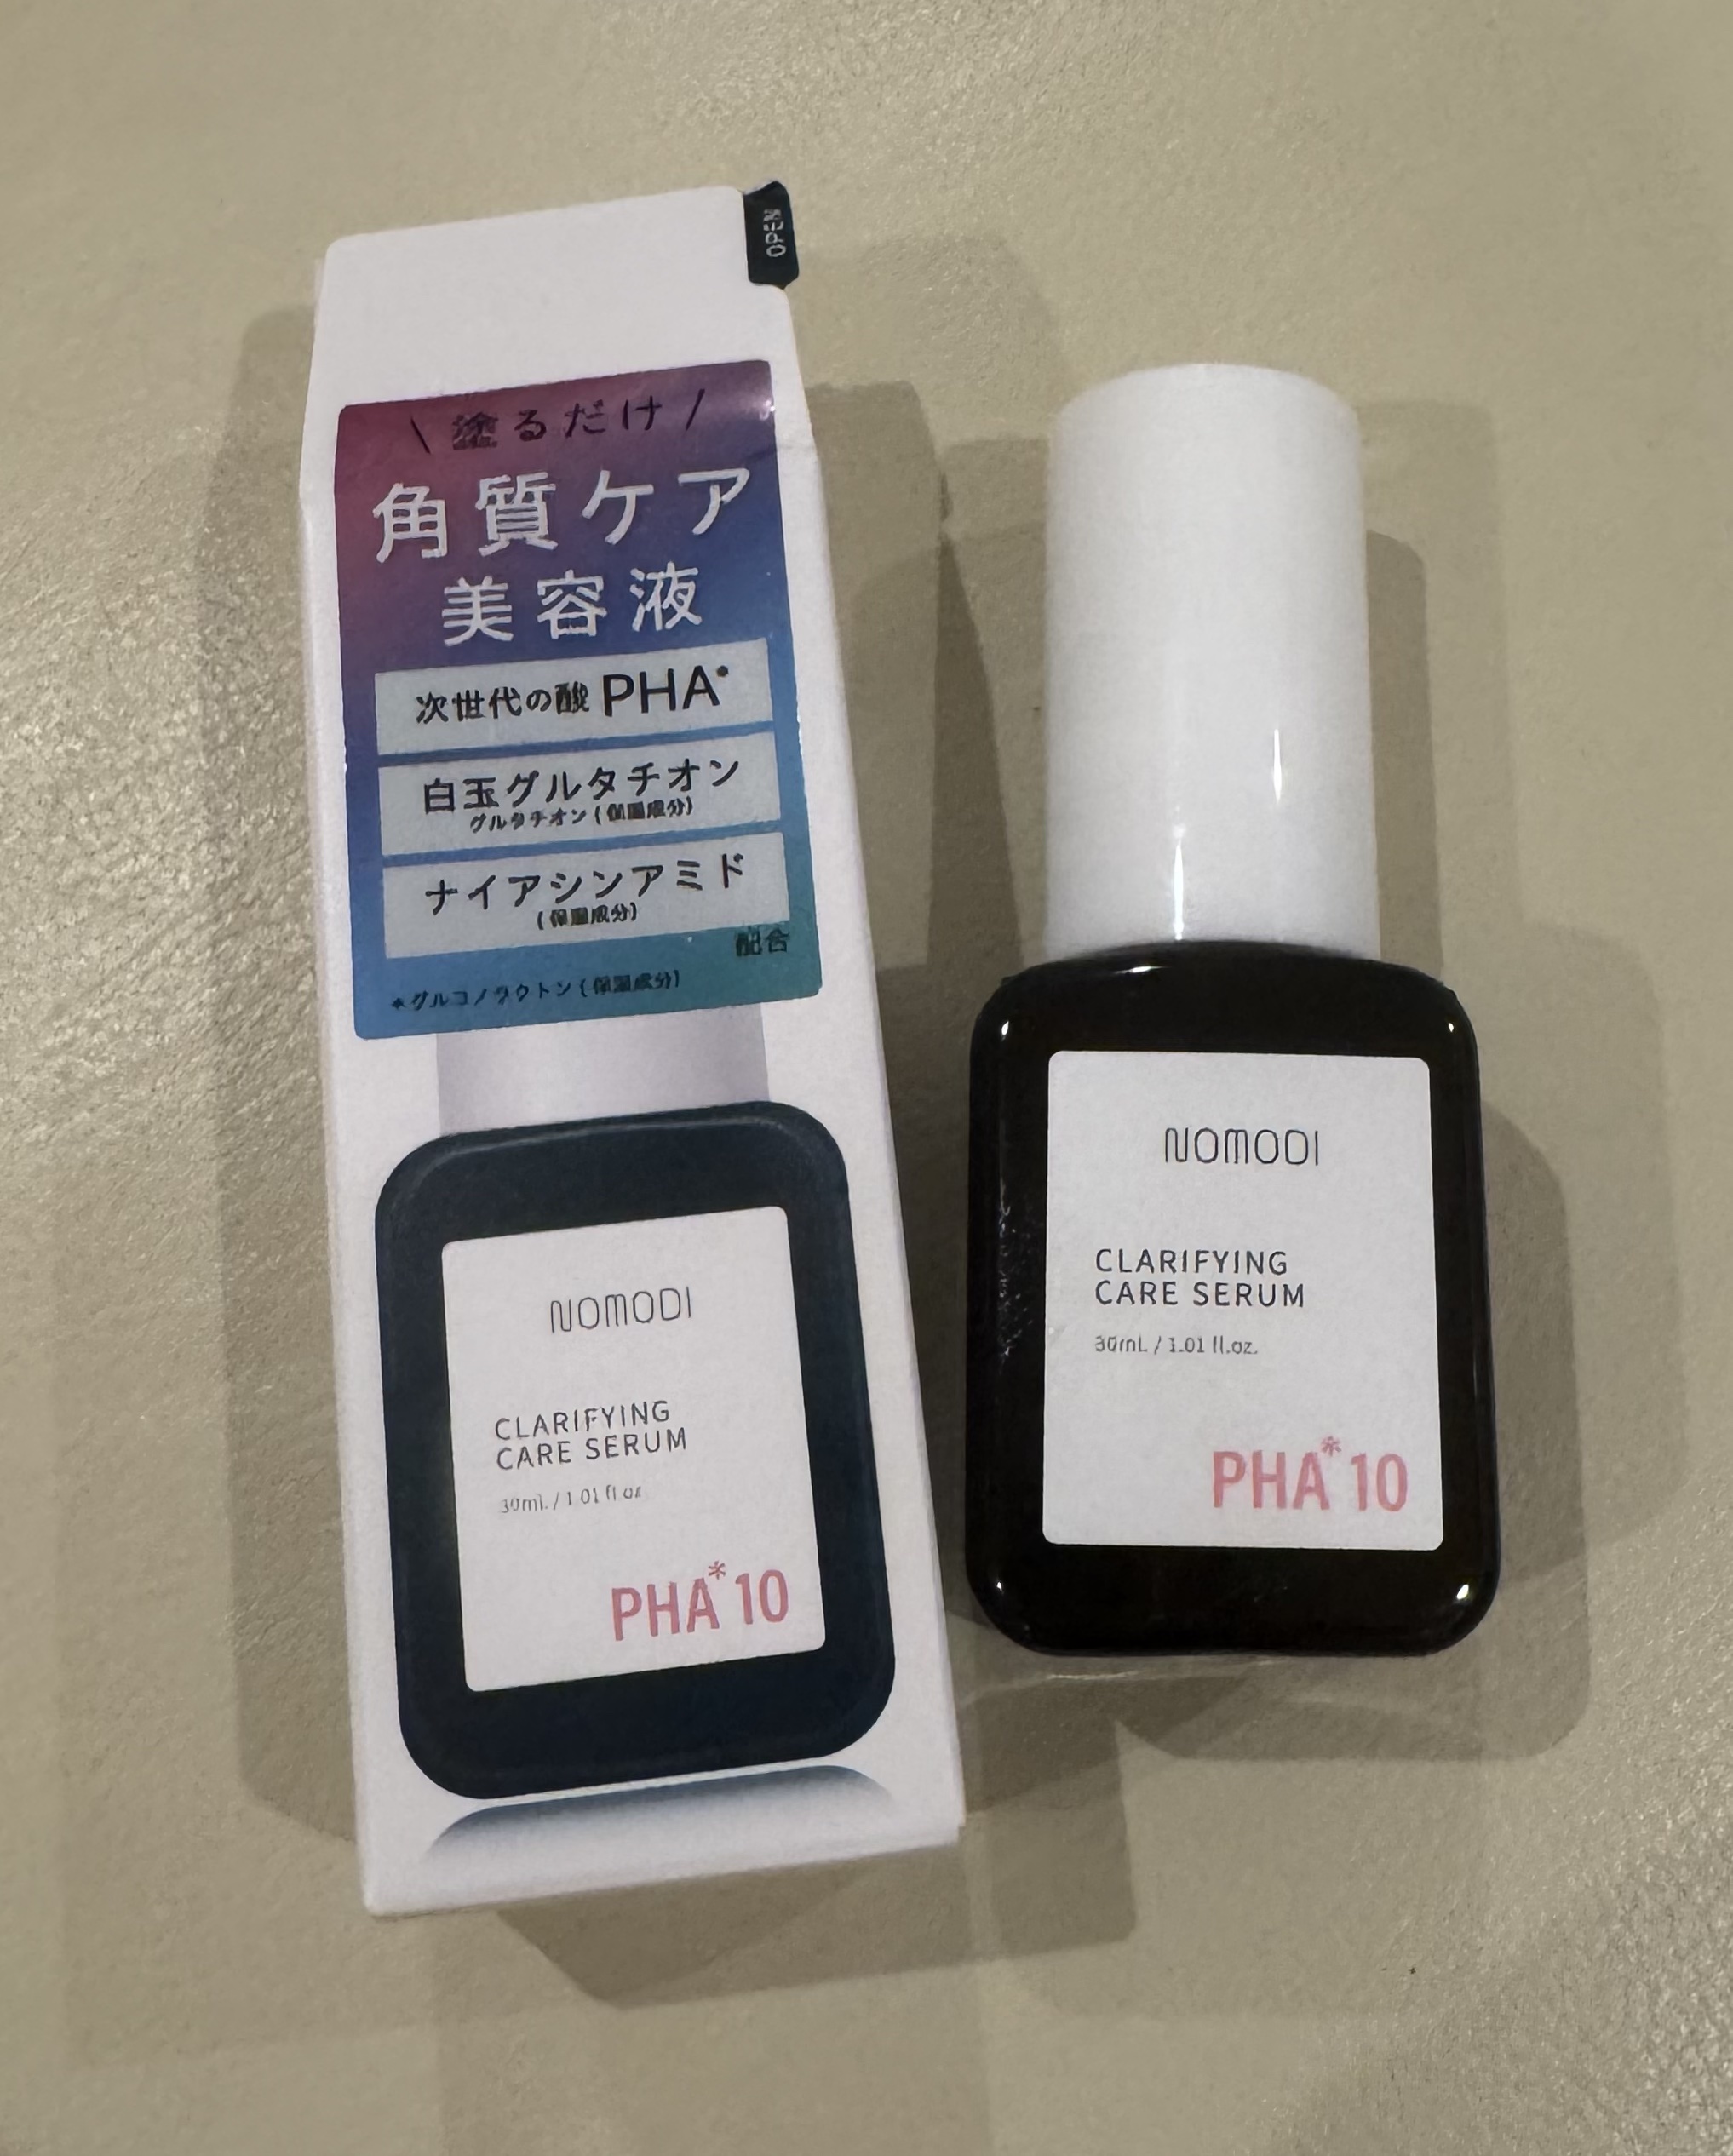 OPEN
\ 塗るだけ /
角質ケア
美容液
次世代の酸 PHA*
白玉グルタチオン
グルタチオン(保湿成分)
ナイアシンアミド
(保湿成分)
配合
*グルコノラクトン(保湿成分)
NOMODI
CLARIFYING
CARE SERUM
30mL / 1.01 fl oz
PHA*10
NOMODI
CLARIFYING
CARE SERUM
30mL / 1.01 fl.oz.
PHA*10